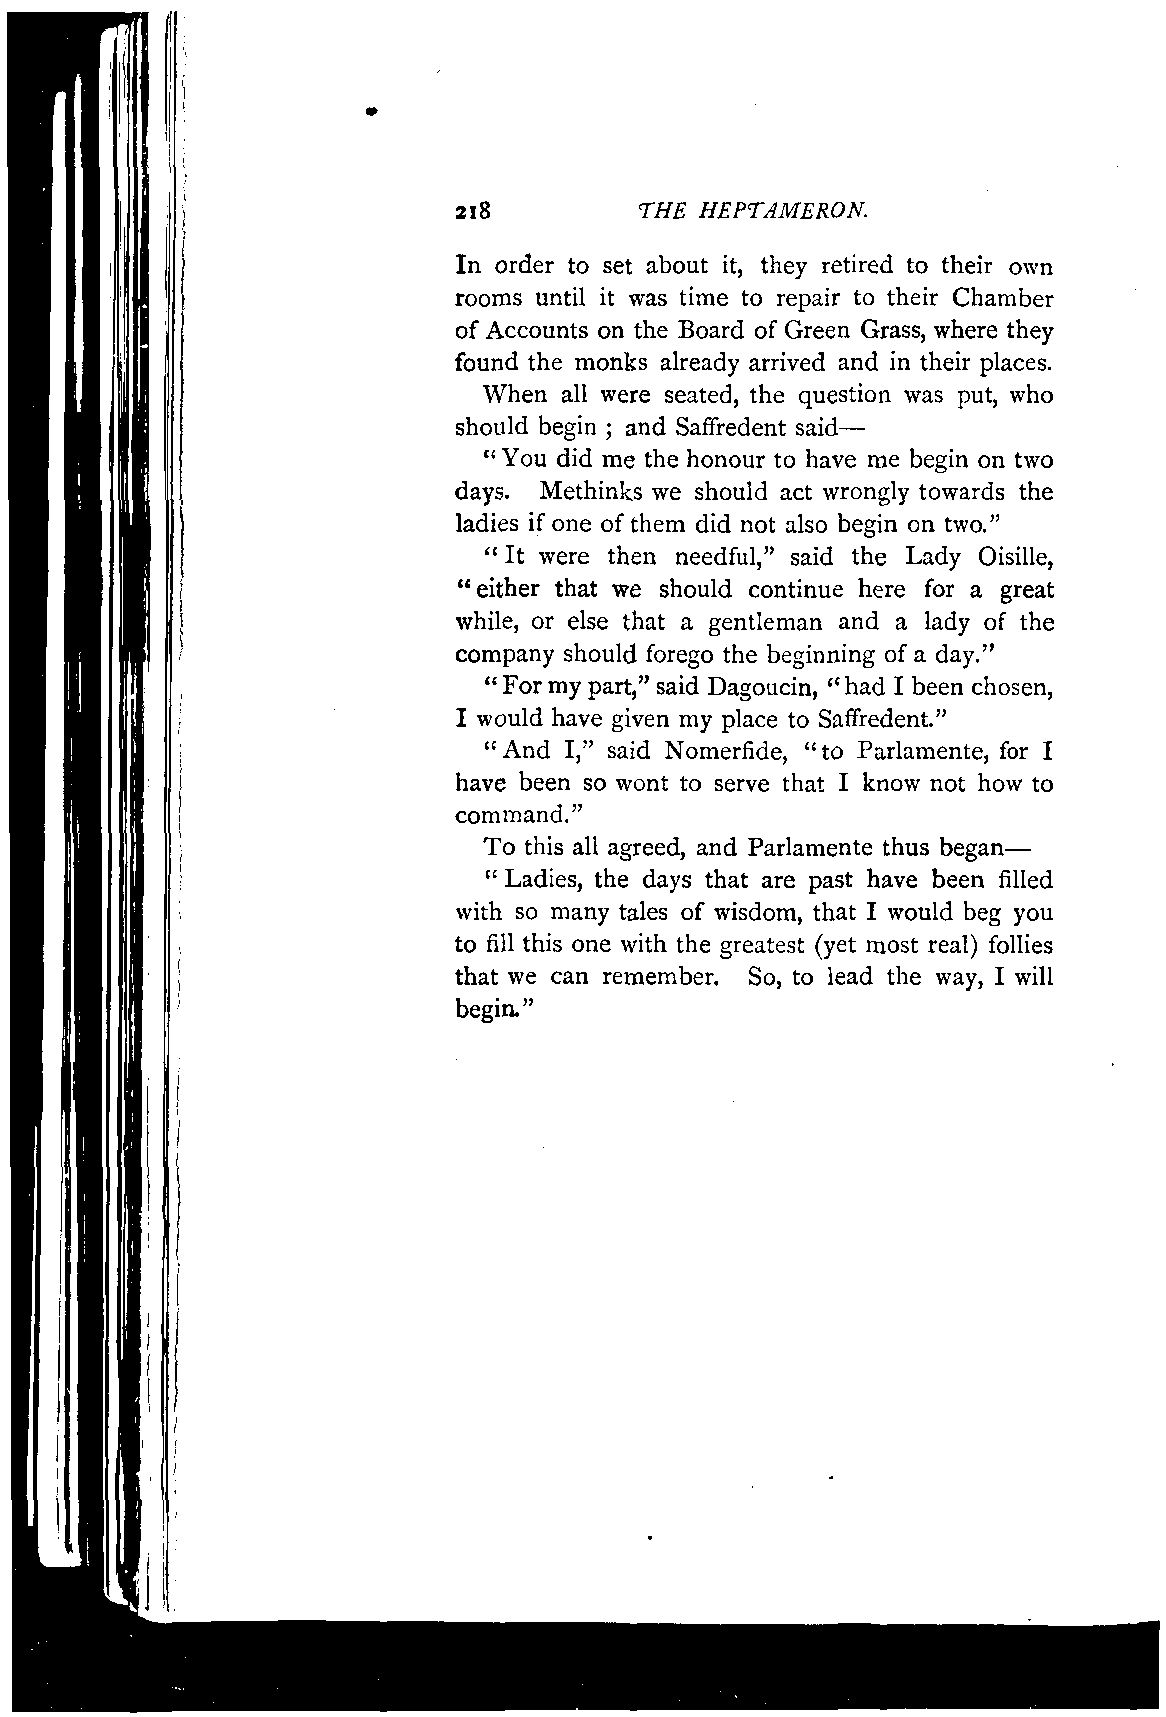 218 THE HEPTAMERON.
In order to set about it, they retired to their own
rooms until it was time to repair to their Chamber
of Accounts on the Board of Green Grass, where they
found the monks already arrived and in their places.
When all were seated, the question was put, who
should begin ; and Saffredent said—
“ You did me the honour to have me begin on two
days. Methinks we should act wrongly towards the
ladies if one of them did not also begin on two.”
“ It were then needful,” said the Lady Oisille,
“ either that we should continue here for a great
while, or else that a gentleman and a lady of the
company should forego the beginning of a day.”
“ For my part,” said Dagoucin, “ had I been chosen,
I would have given my place to Saffredent.”
“ And I,” said Nomerfide, “ to Parlamente, for I
have been so wont to serve that I know not how to
command.”
To this all agreed, and Parlamente thus began—
“ Ladies, the days that are past have been filled
with so many tales of wisdom, that I would beg you
to fill this one with the greatest (yet most real) follies
that we can remember. So, to lead the way, I will
begin.”